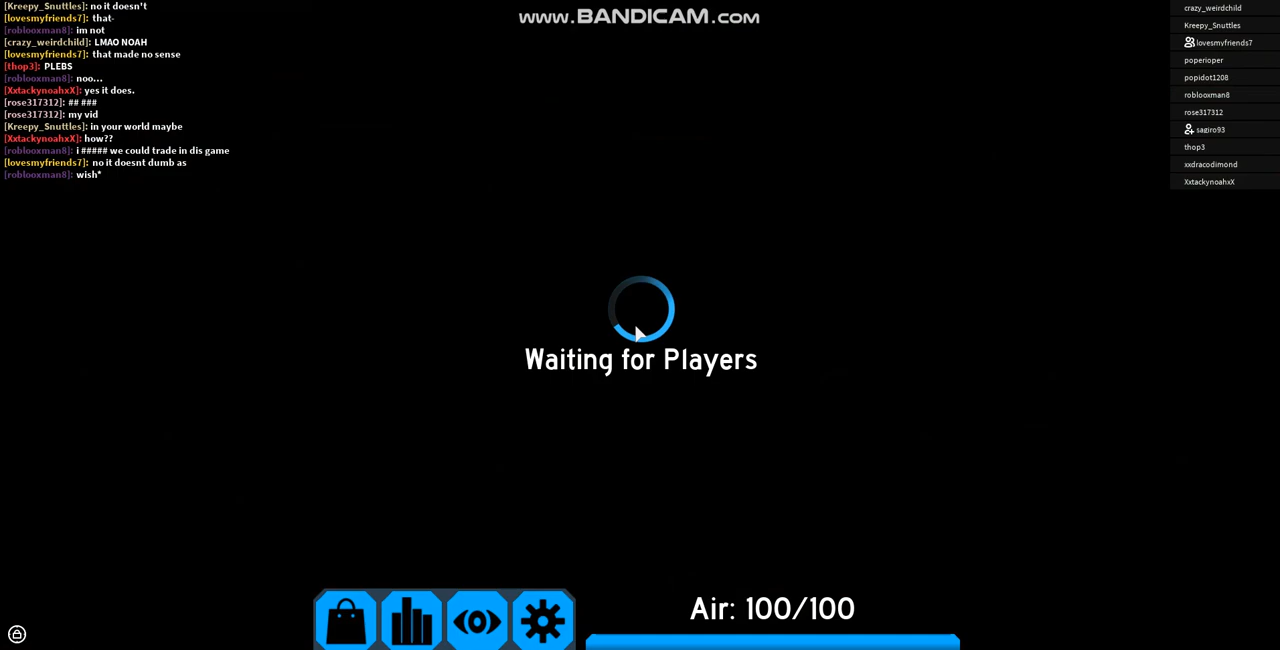 www.BANDICAM.com
[Kreepy_Snuttles]: no it doesn't
[lovesmyfriends7]: that-
[roblooxman8]: im not
[crazy_weirdchild]: LMAO NOAH
[lovesmyfriends7]: that made no sense
[thop3]: PLEBS
[roblooxman8]: noo...
[XxtackynoahxX]: yes it does.
[rose317312]: ## ###
[rose317312]: my vid
[Kreepy_Snuttles]: in your world maybe
[XxtackynoahxX]: how??
[roblooxman8]: i ##### we could trade in dis game
[lovesmyfriends7]: no it doesnt dumb as
[roblooxman8]: wish*
crazy_weirdchild
Kreepy_Snuttles
lovesmyfriends7
poperioper
popidot1208
roblooxman8
rose317312
sagiro93
thop3
xxdracodimond
XxtackynoahxX
Waiting for Players
Air: 100/100